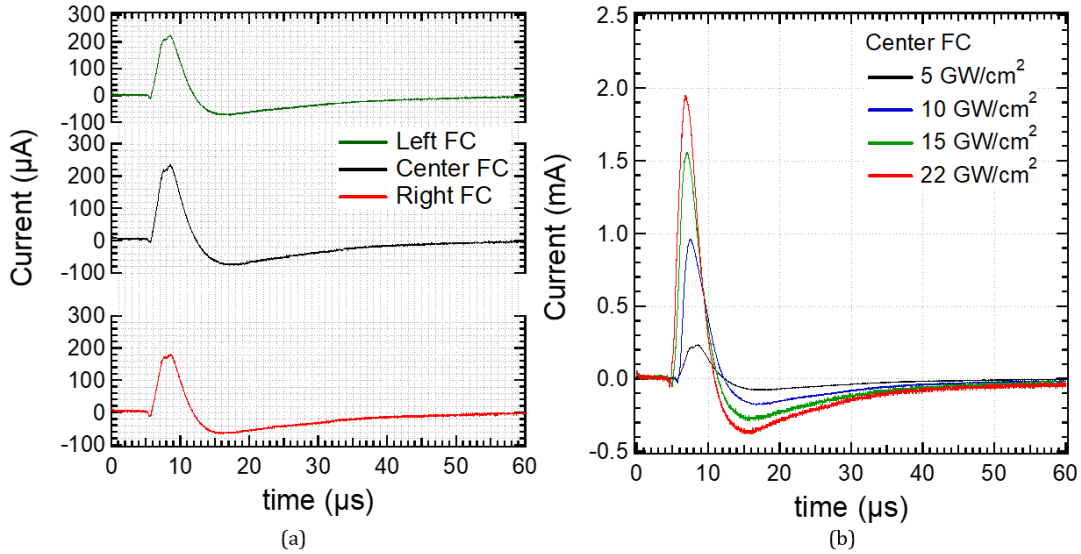 300
200
100
0
-100
300
200
100
0
-100
300
200
100
0
-100
Current (µA)
Left FC
Center FC
Right FC
0 10 20 30 40 50 60
time (µs)
(a)
2.5
2.0
1.5
1.0
0.5
0.0
-0.5
Current (mA)
Center FC
5 GW/cm²
10 GW/cm²
15 GW/cm²
22 GW/cm²
0 10 20 30 40 50 60
time (µs)
(b)